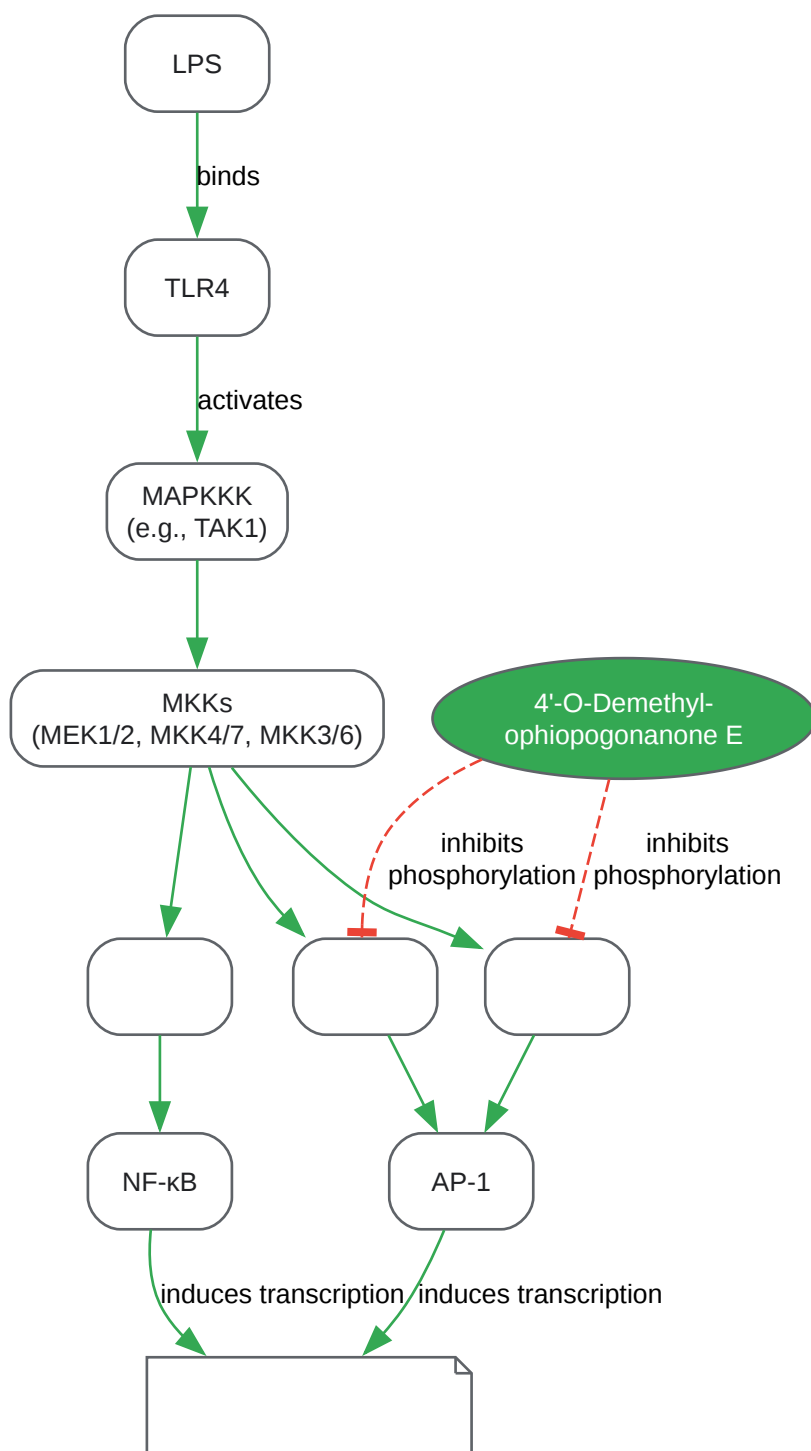 LPS
binds
TLR4
activates
MAPKKK
(e.g., TAK1)
MKKs
(MEK1/2, MKK4/7, MKK3/6)
4'-O-Demethyl-
ophiopogonanone E
inhibits
phosphorylation
inhibits
phosphorylation
NF-κB
AP-1
induces transcription
induces transcription